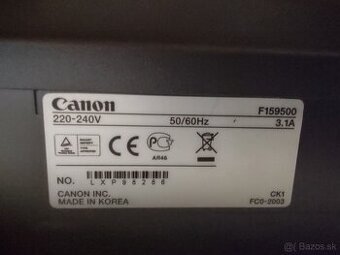 Canon
F159500
220-240V 50/60Hz 3.1A
CE
AR46
NO. LXP98286
CANON INC. CK1
MADE IN KOREA FC0-2003
bazos.sk